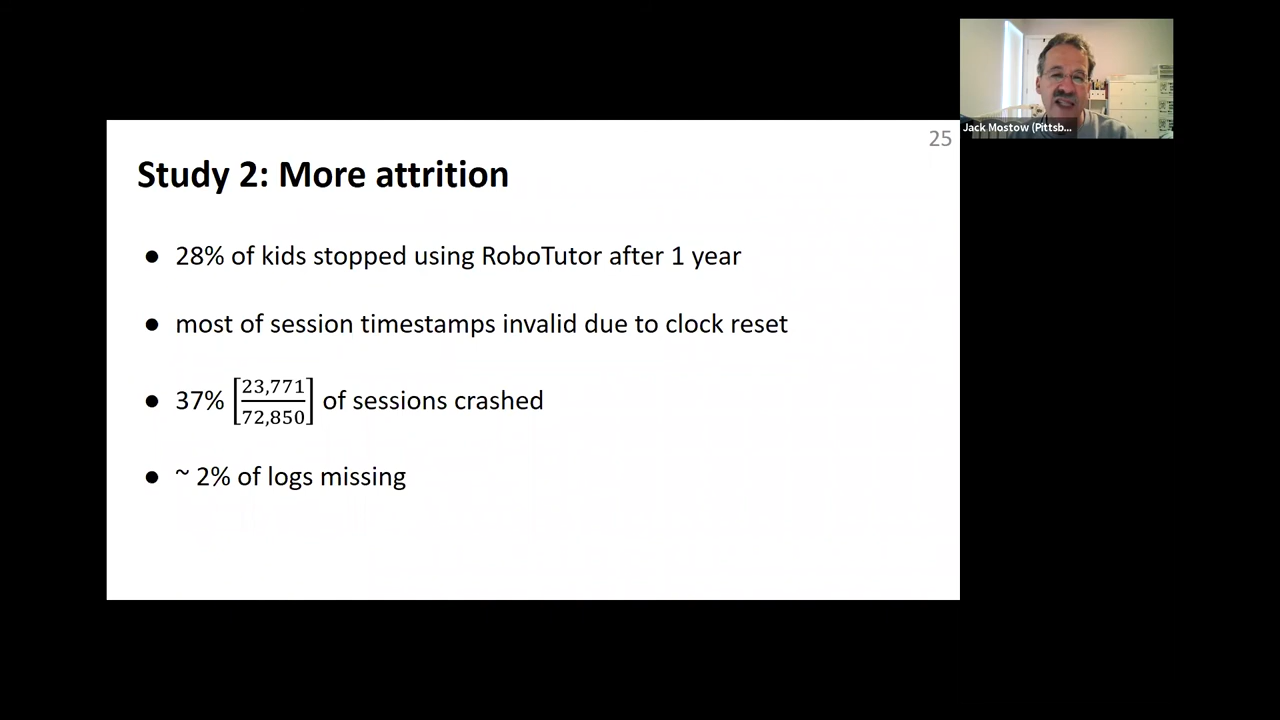 Jack Mostow (Pittsb...
25
Study 2: More attrition
● 28% of kids stopped using RoboTutor after 1 year
● most of session timestamps invalid due to clock reset
● 37% [23,771/72,850] of sessions crashed
● ~ 2% of logs missing